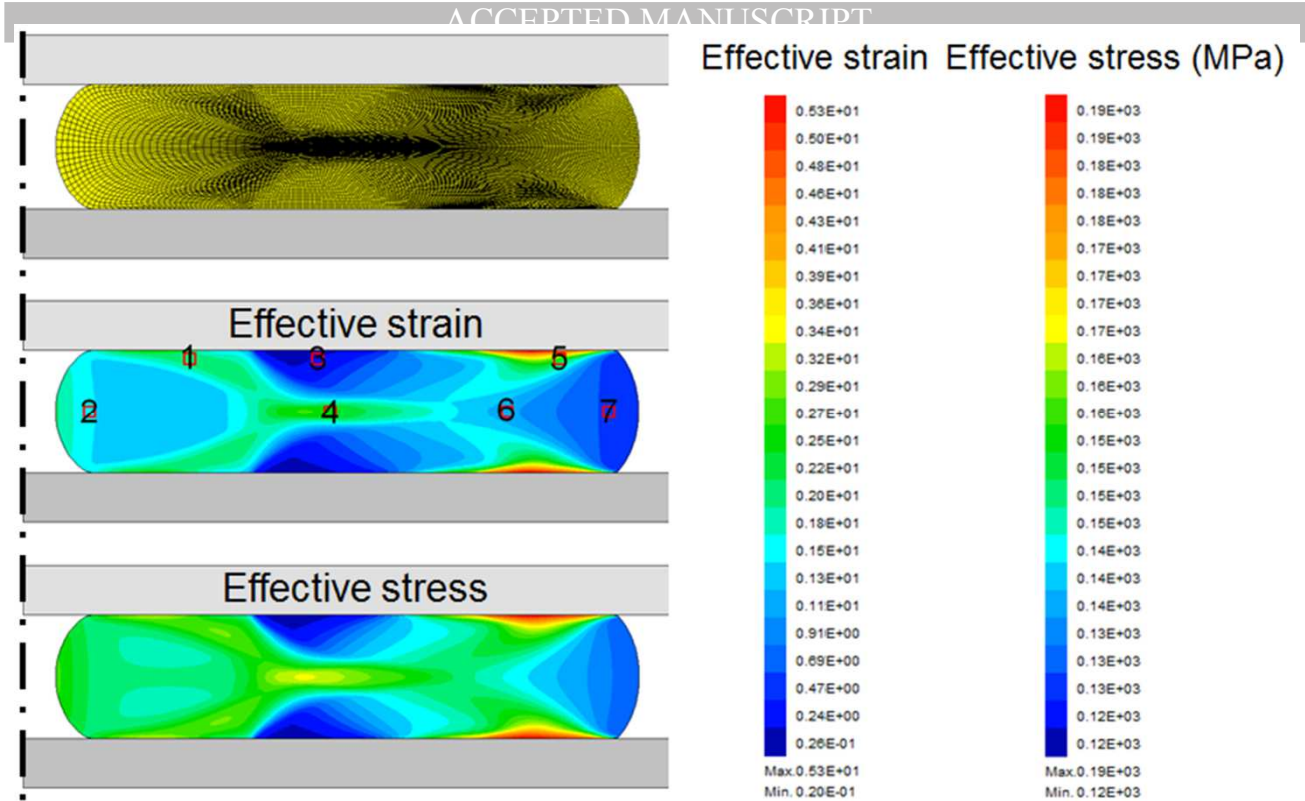 ACCEPTED MANUSCRIPT
Effective strain Effective stress (MPa)
0.53E+01 0.19E+03
0.50E+01 0.19E+03
0.48E+01 0.18E+03
0.46E+01 0.18E+03
0.43E+01 0.18E+03
0.41E+01 0.17E+03
0.39E+01 0.17E+03
0.36E+01 0.17E+03
0.34E+01 0.17E+03
0.32E+01 0.16E+03
0.29E+01 0.16E+03
0.27E+01 0.16E+03
0.25E+01 0.15E+03
0.22E+01 0.15E+03
0.20E+01 0.15E+03
0.18E+01 0.15E+03
0.15E+01 0.14E+03
0.13E+01 0.14E+03
0.11E+01 0.14E+03
0.91E+00 0.13E+03
0.69E+00 0.13E+03
0.47E+00 0.13E+03
0.24E+00 0.12E+03
0.26E-01 0.12E+03
Max.0.53E+01 Max.0.19E+03
Min. 0.20E-01 Min. 0.12E+03
Effective strain
1 3 5
2 4 6 7
Effective stress